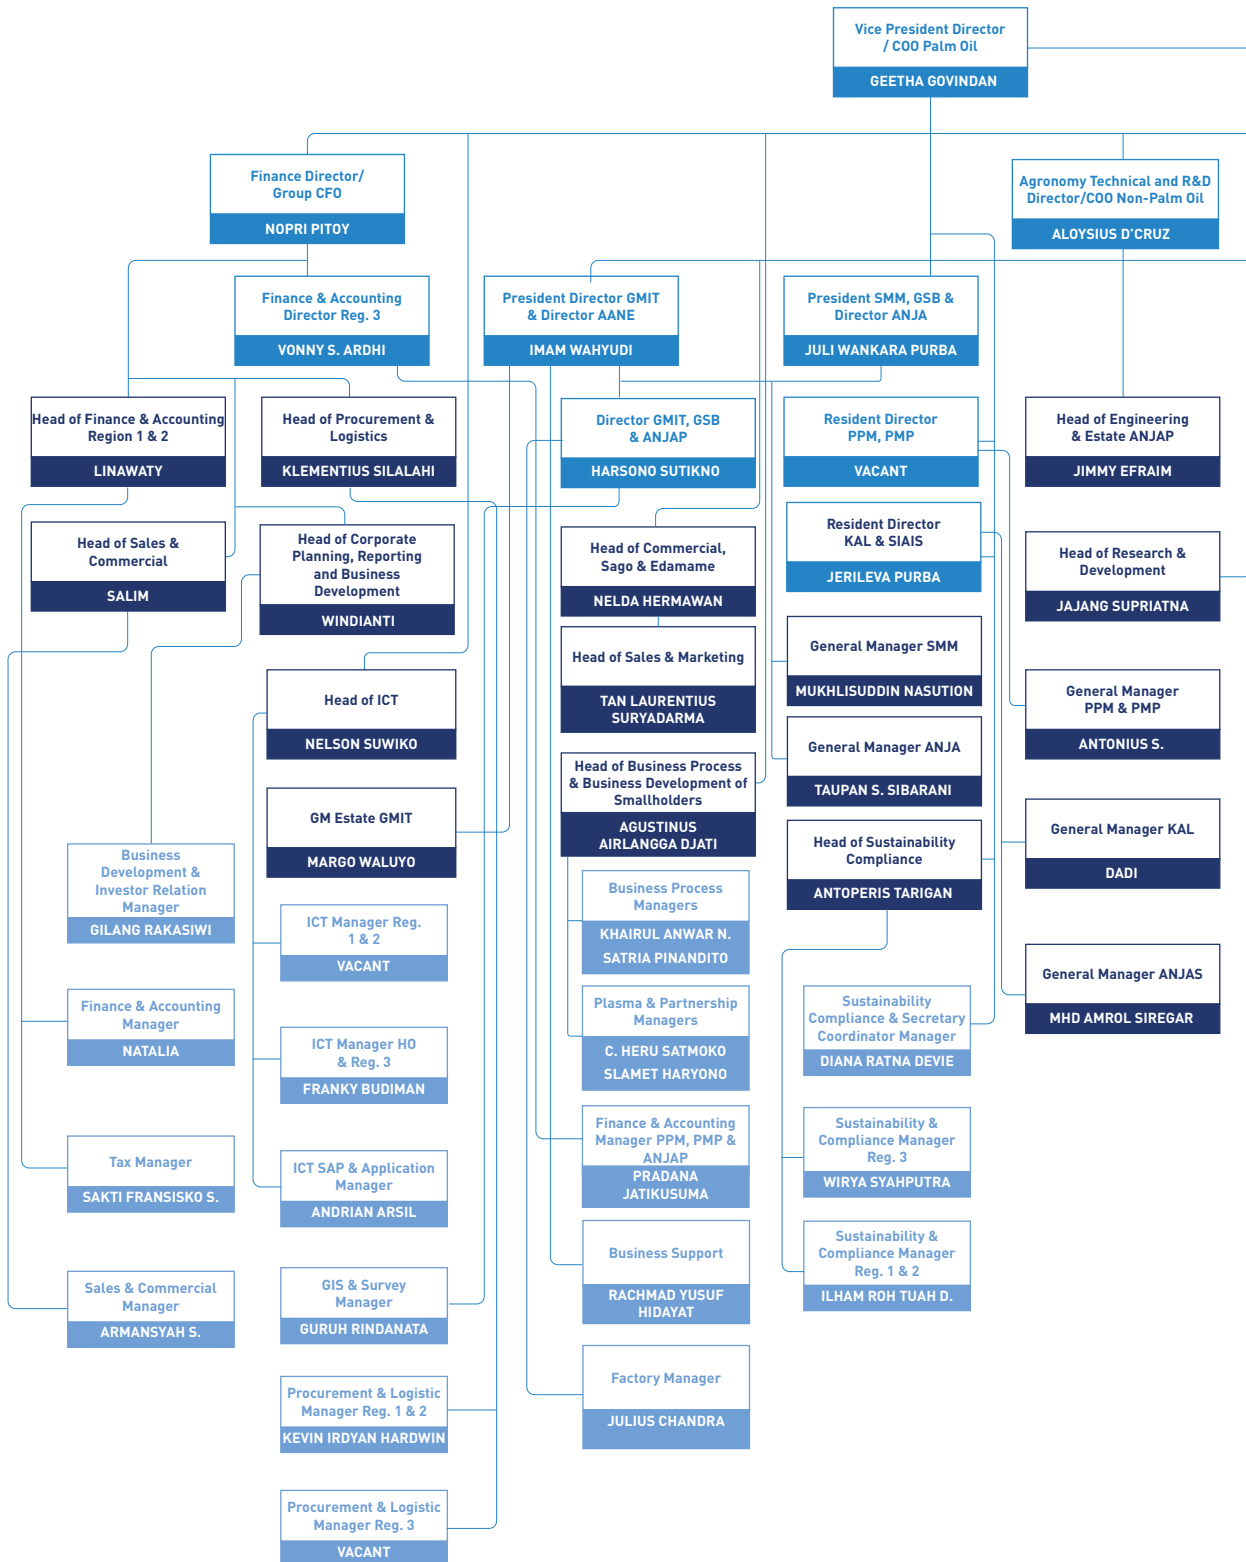 Vice President Director
/ COO Palm Oil
GEETHA GOVINDAN
Finance Director/
Group CFO
NOPRI PITOY
Agronomy Technical and R&D
Director/COO Non-Palm Oil
ALOYSIUS D'CRUZ
Finance & Accounting
Director Reg. 3
VONNY S. ARDHI
President Director GMIT
& Director AANE
IMAM WAHYUDI
President SMM, GSB &
Director ANJA
JULI WANKARA PURBA
Head of Finance & Accounting
Region 1 & 2
LINAWATY
Head of Procurement &
Logistics
KLEMENTIUS SILALAHI
Director GMIT, GSB
& ANJAP
HARSONO SUTIKNO
Resident Director
PPM, PMP
VACANT
Head of Engineering
& Estate ANJAP
JIMMY EFRAIM
Head of Sales &
Commercial
SALIM
Head of Corporate
Planning, Reporting
and Business
Development
WINDIANTI
Head of Commercial,
Sago & Edamame
NELDA HERMAWAN
Resident Director
KAL & SIAIS
JERILEVA PURBA
Head of Research &
Development
JAJANG SUPRIATNA
Head of ICT
NELSON SUWIKO
Head of Sales & Marketing
TAN LAURENTIUS
SURYADARMA
General Manager SMM
MUKHLISUDDIN NASUTION
General Manager
PPM & PMP
ANTONIUS S.
GM Estate GMIT
MARGO WALUYO
Head of Business Process
& Business Development of
Smallholders
AGUSTINUS
AIRLANGGA DJATI
General Manager ANJA
TAUPAN S. SIBARANI
General Manager KAL
DADI
Business
Development &
Investor Relation
Manager
GILANG RAKASIWI
ICT Manager Reg.
1 & 2
VACANT
Business Process
Managers
KHAIRUL ANWAR N.
SATRIA PINANDITO
Head of Sustainability
Compliance
ANTOPERIS TARIGAN
General Manager ANJAS
MHD AMROL SIREGAR
Finance & Accounting
Manager
NATALIA
ICT Manager HO
& Reg. 3
FRANKY BUDIMAN
Plasma & Partnership
Managers
C. HERU SATMOKO
SLAMET HARYONO
Sustainability
Compliance & Secretary
Coordinator Manager
DIANA RATNA DEVIE
Tax Manager
SAKTI FRANSISKO S.
ICT SAP & Application
Manager
ANDRIAN ARSIL
Finance & Accounting
Manager PPM, PMP &
ANJAP
PRADANA
JATIKUSUMA
Sustainability &
Compliance Manager
Reg. 3
WIRYA SYAHPUTRA
Sales & Commercial
Manager
ARMANSYAH S.
GIS & Survey
Manager
GURUH RINDANATA
Business Support
RACHMAD YUSUF
HIDAYAT
Sustainability &
Compliance Manager
Reg. 1 & 2
ILHAM ROH TUAH D.
Procurement & Logistic
Manager Reg. 1 & 2
KEVIN IRDYAN HARDWIN
Factory Manager
JULIUS CHANDRA
Procurement & Logistic
Manager Reg. 3
VACANT